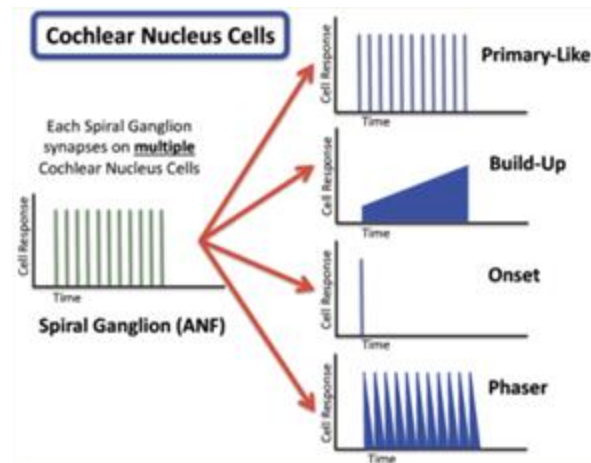 Cochlear Nucleus Cells
Each Spiral Ganglion
synapses on multiple
Cochlear Nucleus Cells
Cell Response
Time
Spiral Ganglion (ANF)
Cell Response
Time
Primary-Like
Cell Response
Time
Build-Up
Cell Response
Time
Onset
Cell Response
Time
Phaser